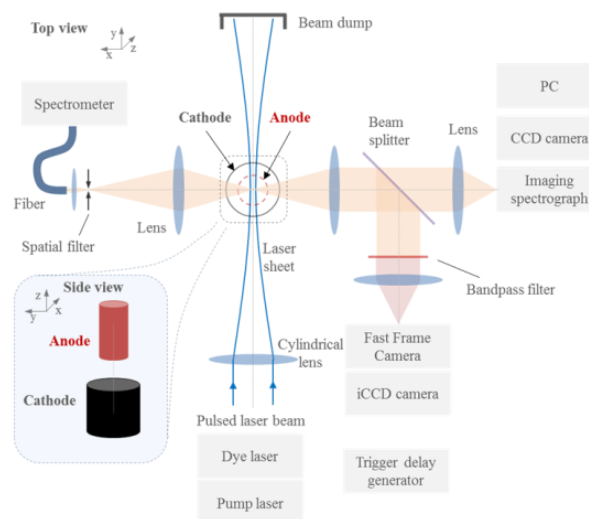 Top view
y
x
z
Beam dump
Spectrometer
Cathode
Anode
Beam
splitter
Lens
PC
CCD camera
Imaging
spectrograph
Fiber
Spatial filter
Lens
Laser
sheet
Bandpass filter
Side view
z
x
y
Anode
Cathode
Cylindrical
lens
Fast Frame
Camera
iCCD camera
Pulsed laser beam
Dye laser
Pump laser
Trigger delay
generator